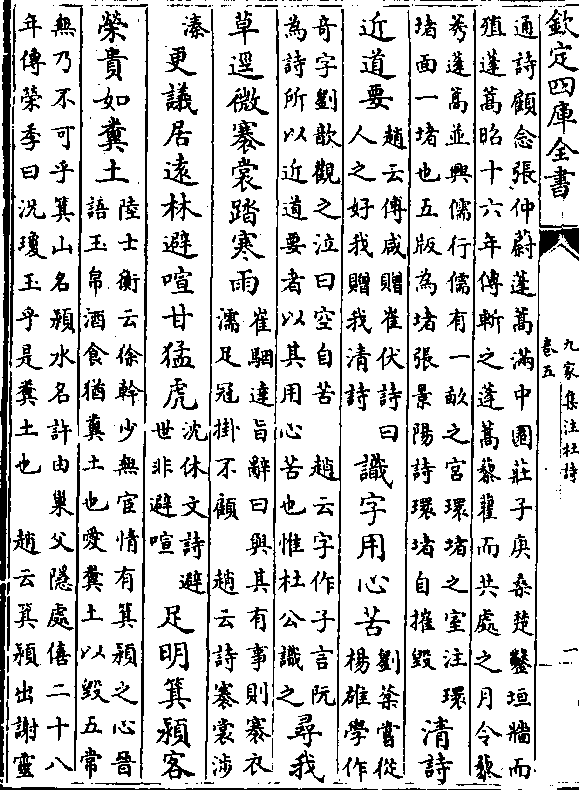 欽定四庫全書
九家集注杜詩
卷五
一
通詩顧念張仲蔚蓬蒿滿中園莊子庚桑楚鑿垣牆而
殖蓬蒿昭十六年傳斬之蓬蒿藜藋而共處之月令藜
莠蓬蒿並興儒行儒有一畝之宮環堵之室注環
堵面一堵也五版為堵張景陽詩環堵自摧毀
清詩
近道要
趙云傅咸贈崔伏詩曰
人之好我贈我清詩
識字用心苦
劉棻嘗從
楊雄學作
奇字劉歆觀之泣曰空自苦 趙云字作子言阮
為詩所以近道要者以其用心苦也惟杜公識之
尋我
草逕微褰裳踏寒雨
崔駰達旨辭曰與其有事則褰衣
濡足冠掛不顧 趙云詩褰裳涉
溱
更議居遠林避喧甘猛虎
沈休文詩避
世非避喧
足明箕潁客
榮貴如糞土
陸士衡云徐幹少無宦情有箕潁之心晉
語玉帛酒食猶糞土也愛糞土以毀五常
無乃不可乎箕山名潁水名許由巢父隱處僖二十八
年傳榮季曰況瓊玉乎是糞土也 趙云箕潁出謝靈